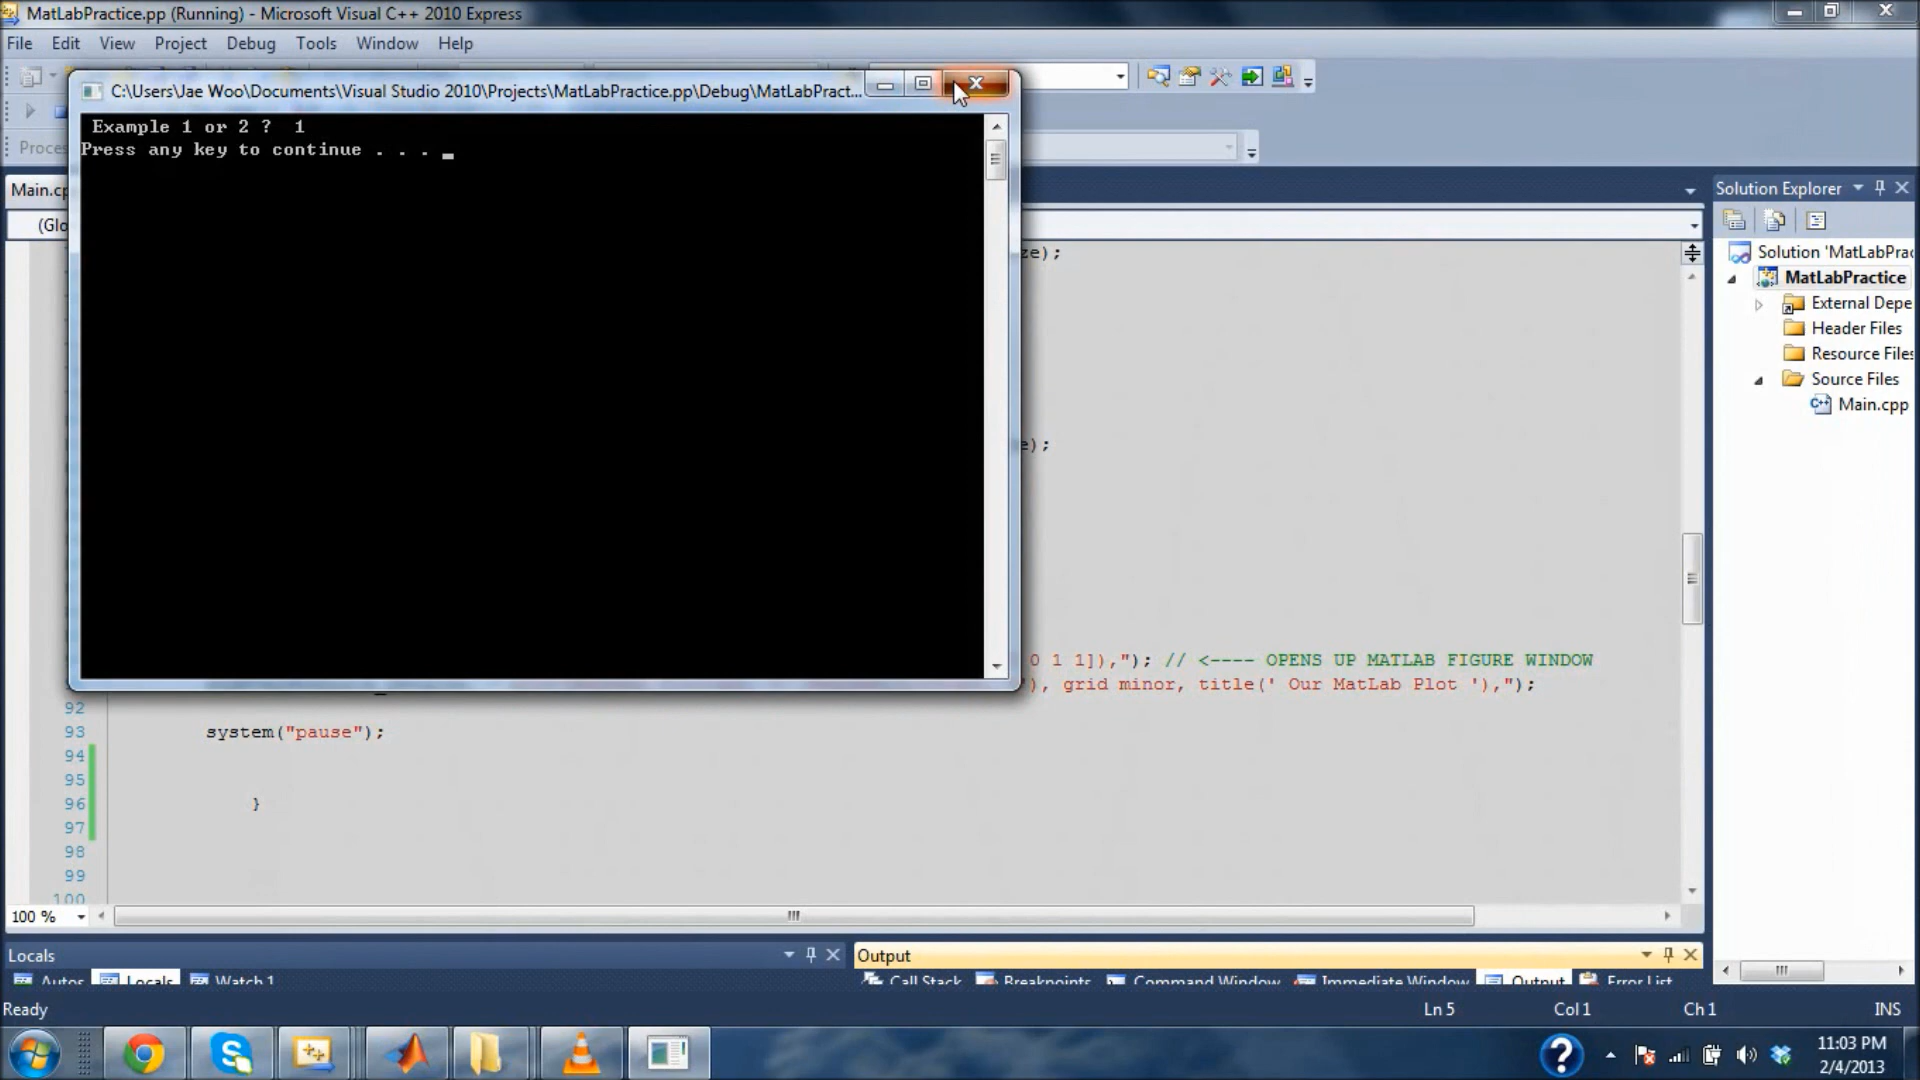 MatLabPractice.pp (Running) - Microsoft Visual C++ 2010 Express
File Edit View Project Debug Tools Window Help
C:\Users\Jae Woo\Documents\Visual Studio 2010\Projects\MatLabPractice.pp\Debug\MatLabPract...
Example 1 or 2 ? 1
Press any key to continue . . .
Proces
Main.cp
(Glo
Solution Explorer
Solution 'MatLabPrac
MatLabPractice
External Depe
Header Files
Resource Files
Source Files
Main.cpp
ze);
e);
0 1 1]),"); // <---- OPENS UP MATLAB FIGURE WINDOW
'), grid minor, title(' Our MatLab Plot '),");
92
93 system("pause");
94
95
96 }
97
98
99
100
100 %
Locals
Output
Autos Locals Watch 1
Call Stack Breakpoints Command Window Immediate Window Output Error List
Ready
Ln 5 Col 1 Ch 1 INS
11:03 PM
2/4/2013